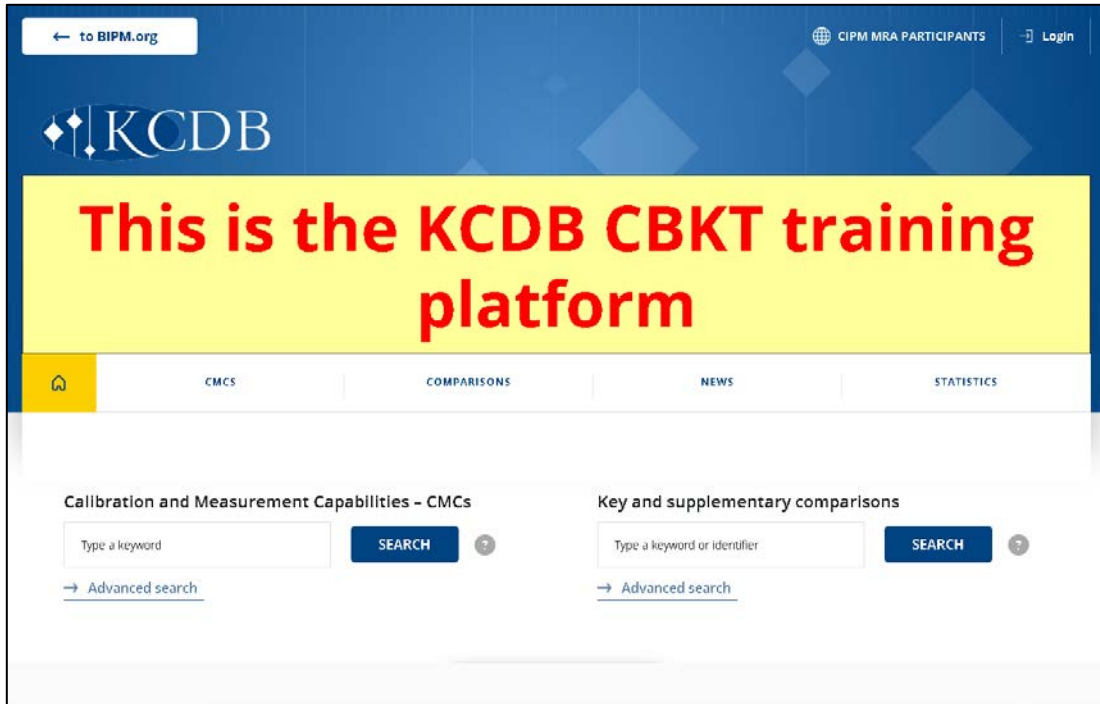 ← to BIPM.org
CIPM MRA PARTICIPANTS
Login
KCDB
This is the KCDB CBKT training
platform
CMCS
COMPARISONS
NEWS
STATISTICS
Calibration and Measurement Capabilities – CMCs
Key and supplementary comparisons
Type a keyword
SEARCH
?
Type a keyword or identifier
SEARCH
?
→ Advanced search
→ Advanced search